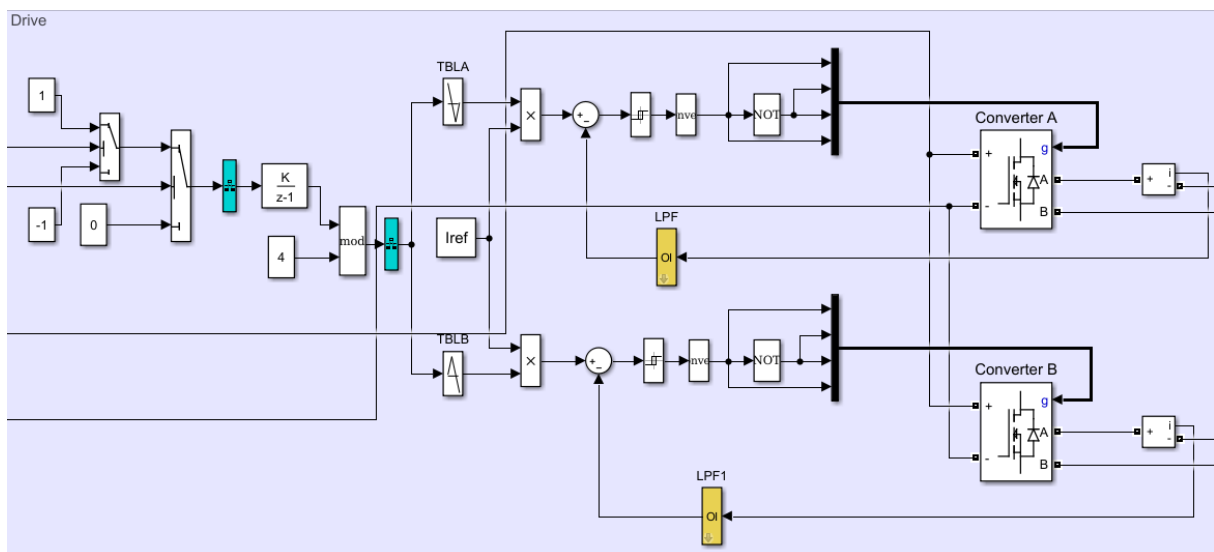 Drive
1
-1
0
K
z-1
4
mod
TBLA
×
+
-
nve
NOT
Iref
LPF
OI
Converter A
g
+
-
A
B
+
i
-
TBLB
×
+
-
nve
NOT
LPF1
OI
Converter B
g
+
-
A
B
+
i
-